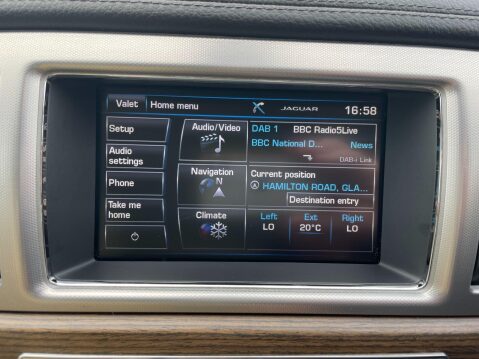 Valet Home menu JAGUAR 16:58
Setup
Audio
settings
Phone
Take me
home
Audio/Video
DAB 1 BBC Radio5Live
BBC National D... News
DAB: Link
Navigation
N
Current position
HAMILTON ROAD, GLA...
Destination entry
Climate
Left Ext Right
LO 20°C LO